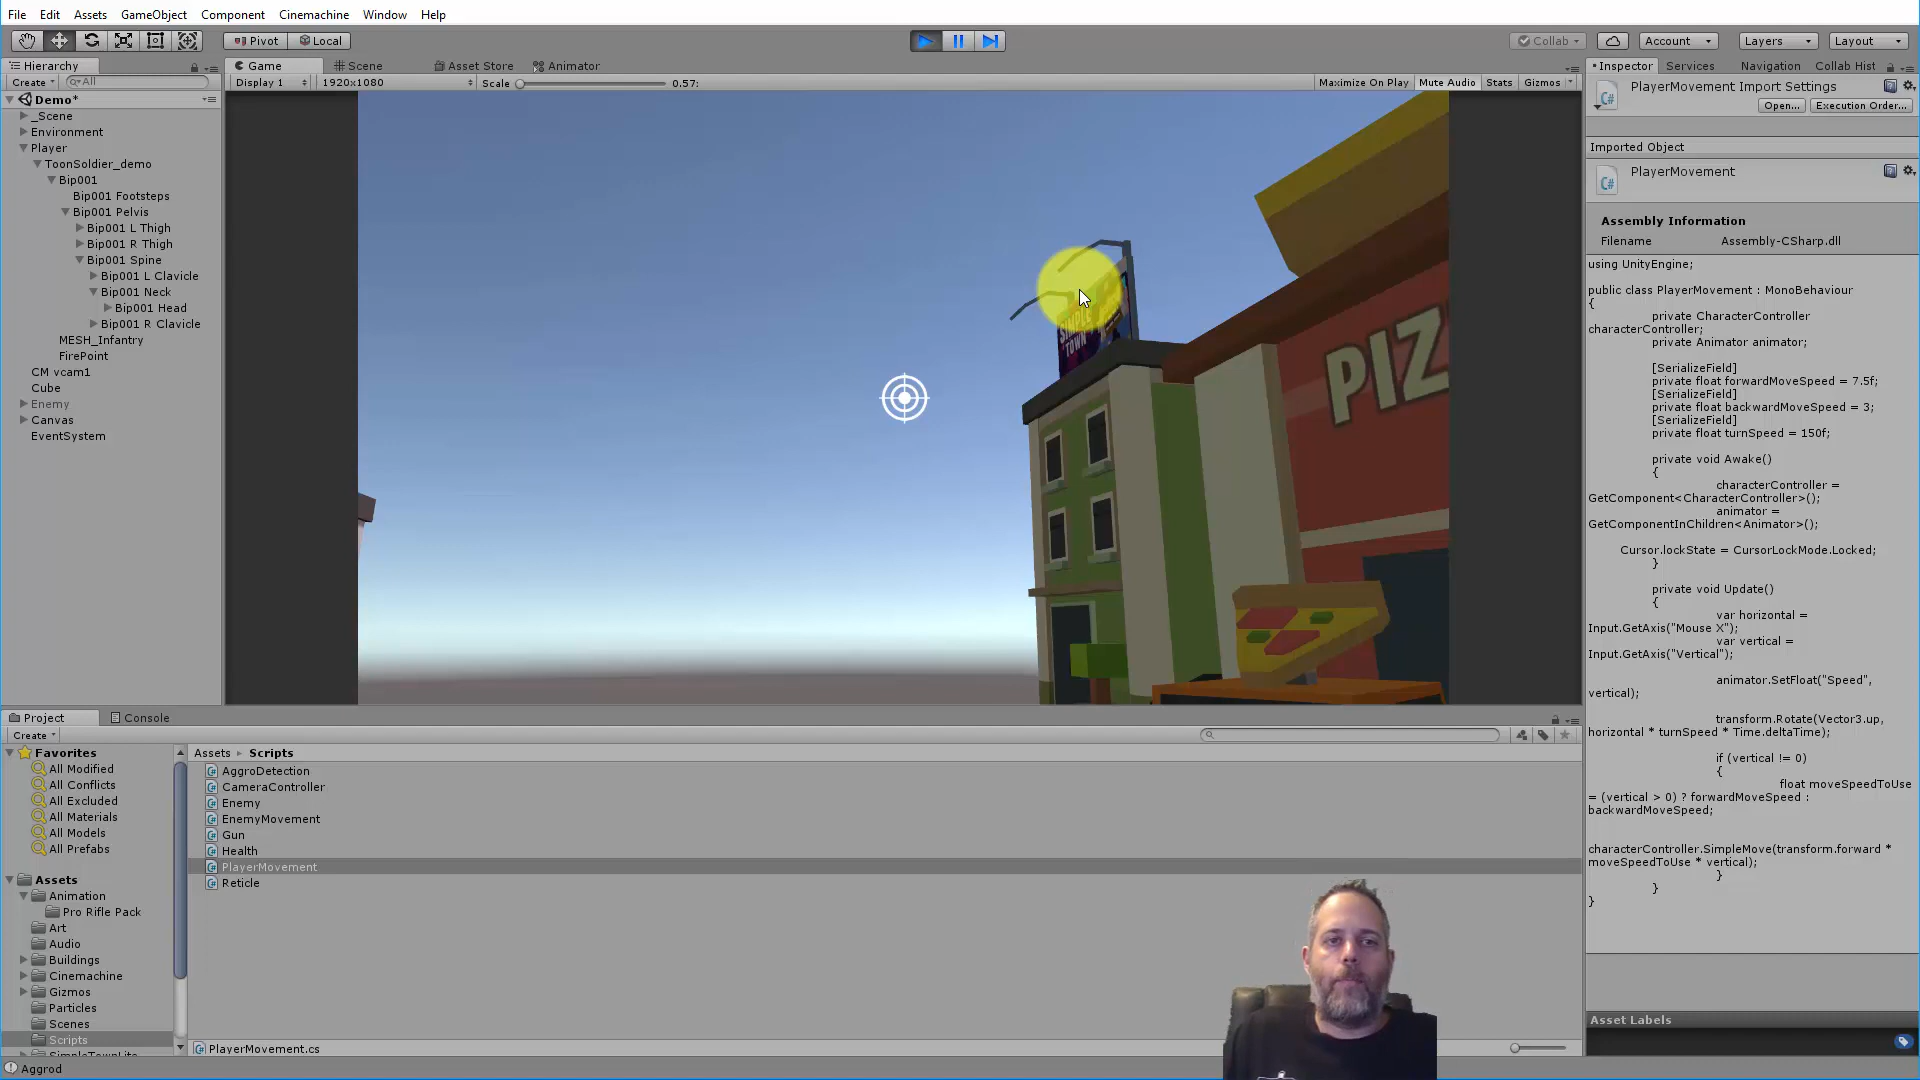 File Edit Assets GameObject Component Cinemachine Window Help
Pivot Local Collab Account Layers Layout
Hierarchy
Create All
Demo*
_Scene
Environment
Player
ToonSoldier_demo
Bip001
Bip001 Footsteps
Bip001 Pelvis
Bip001 L Thigh
Bip001 R Thigh
Bip001 Spine
Bip001 L Clavicle
Bip001 Neck
Bip001 Head
Bip001 R Clavicle
MESH_Infantry
FirePoint
CM vcam1
Cube
Enemy
Canvas
EventSystem
Game Scene Asset Store Animator
Display 1 1920x1080 Scale 0.57: Maximize On Play Mute Audio Stats Gizmos
SIMPLE
TOWN
PIZ
Inspector Services Navigation Collab Hist
PlayerMovement Import Settings
Open... Execution Order...
Imported Object
PlayerMovement
Assembly Information
Filename Assembly-CSharp.dll
using UnityEngine;
public class PlayerMovement : MonoBehaviour
{
private CharacterController
characterController;
private Animator animator;
[SerializeField]
private float forwardMoveSpeed = 7.5f;
[SerializeField]
private float backwardMoveSpeed = 3;
[SerializeField]
private float turnSpeed = 150f;
private void Awake()
{
characterController =
GetComponent<CharacterController>();
animator =
GetComponentInChildren<Animator>();
Cursor.lockState = CursorLockMode.Locked;
}
private void Update()
{
var horizontal =
Input.GetAxis("Mouse X");
var vertical =
Input.GetAxis("Vertical");
animator.SetFloat("Speed",
vertical);
transform.Rotate(Vector3.up,
horizontal * turnSpeed * Time.deltaTime);
if (vertical != 0)
{
float moveSpeedToUse
= (vertical > 0) ? forwardMoveSpeed :
backwardMoveSpeed;
characterController.SimpleMove(transform.forward *
moveSpeedToUse * vertical);
}
}
}
Asset Labels
Project Console
Create
Favorites
All Modified
All Conflicts
All Excluded
All Materials
All Models
All Prefabs
Assets
Animation
Pro Rifle Pack
Art
Audio
Buildings
Cinemachine
Gizmos
Particles
Scenes
Scripts
SimpleTownLite
Assets Scripts
AggroDetection
CameraController
Enemy
EnemyMovement
Gun
Health
PlayerMovement
Reticle
PlayerMovement.cs
Aggrod